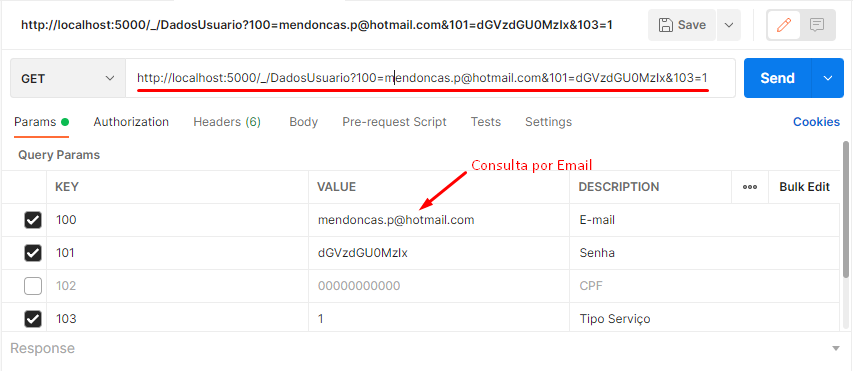 http://localhost:5000/_/DadosUsuario?100=mendoncas.p@hotmail.com&101=dGVzdGU0MzIx&103=1
Save
GET
http://localhost:5000/_/DadosUsuario?100=mendoncas.p@hotmail.com&101=dGVzdGU0MzIx&103=1
Send
Params Authorization Headers (6) Body Pre-request Script Tests Settings Cookies
Query Params
Consulta por Email
KEY VALUE DESCRIPTION ••• Bulk Edit
100 mendoncas.p@hotmail.com E-mail
101 dGVzdGU0MzIx Senha
102 00000000000 CPF
103 1 Tipo Serviço
Response